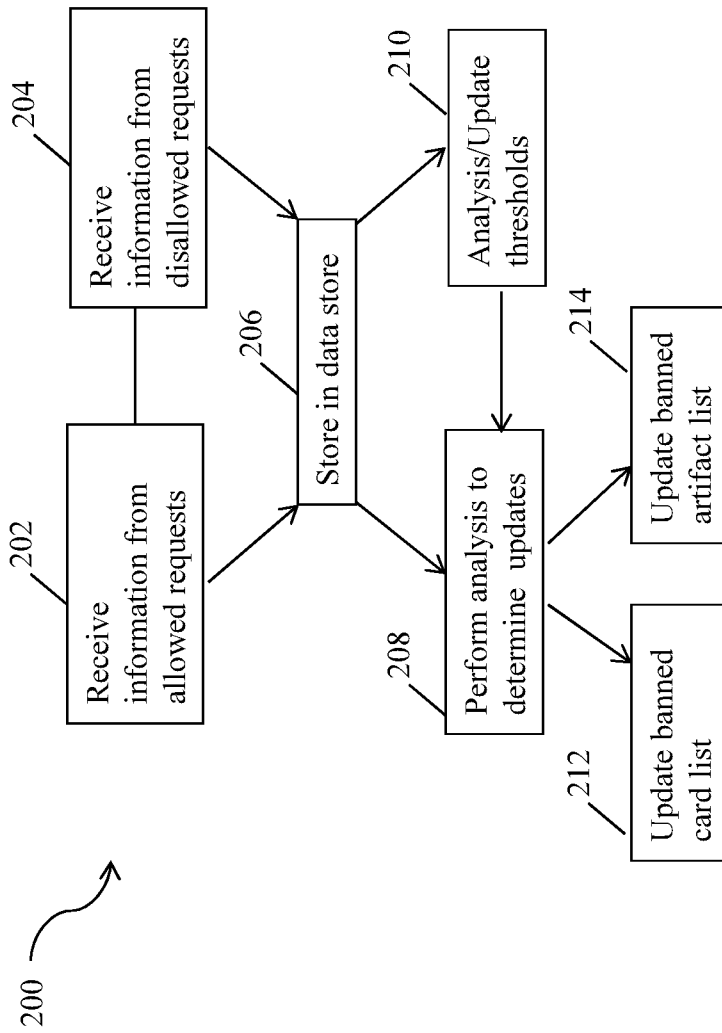 200
202
Receive
information from
allowed requests
204
Receive
information from
disallowed requests
206
Store in data store
208
Perform analysis to
determine updates
210
Analysis/Update
thresholds
212
Update banned
card list
214
Update banned
artifact list